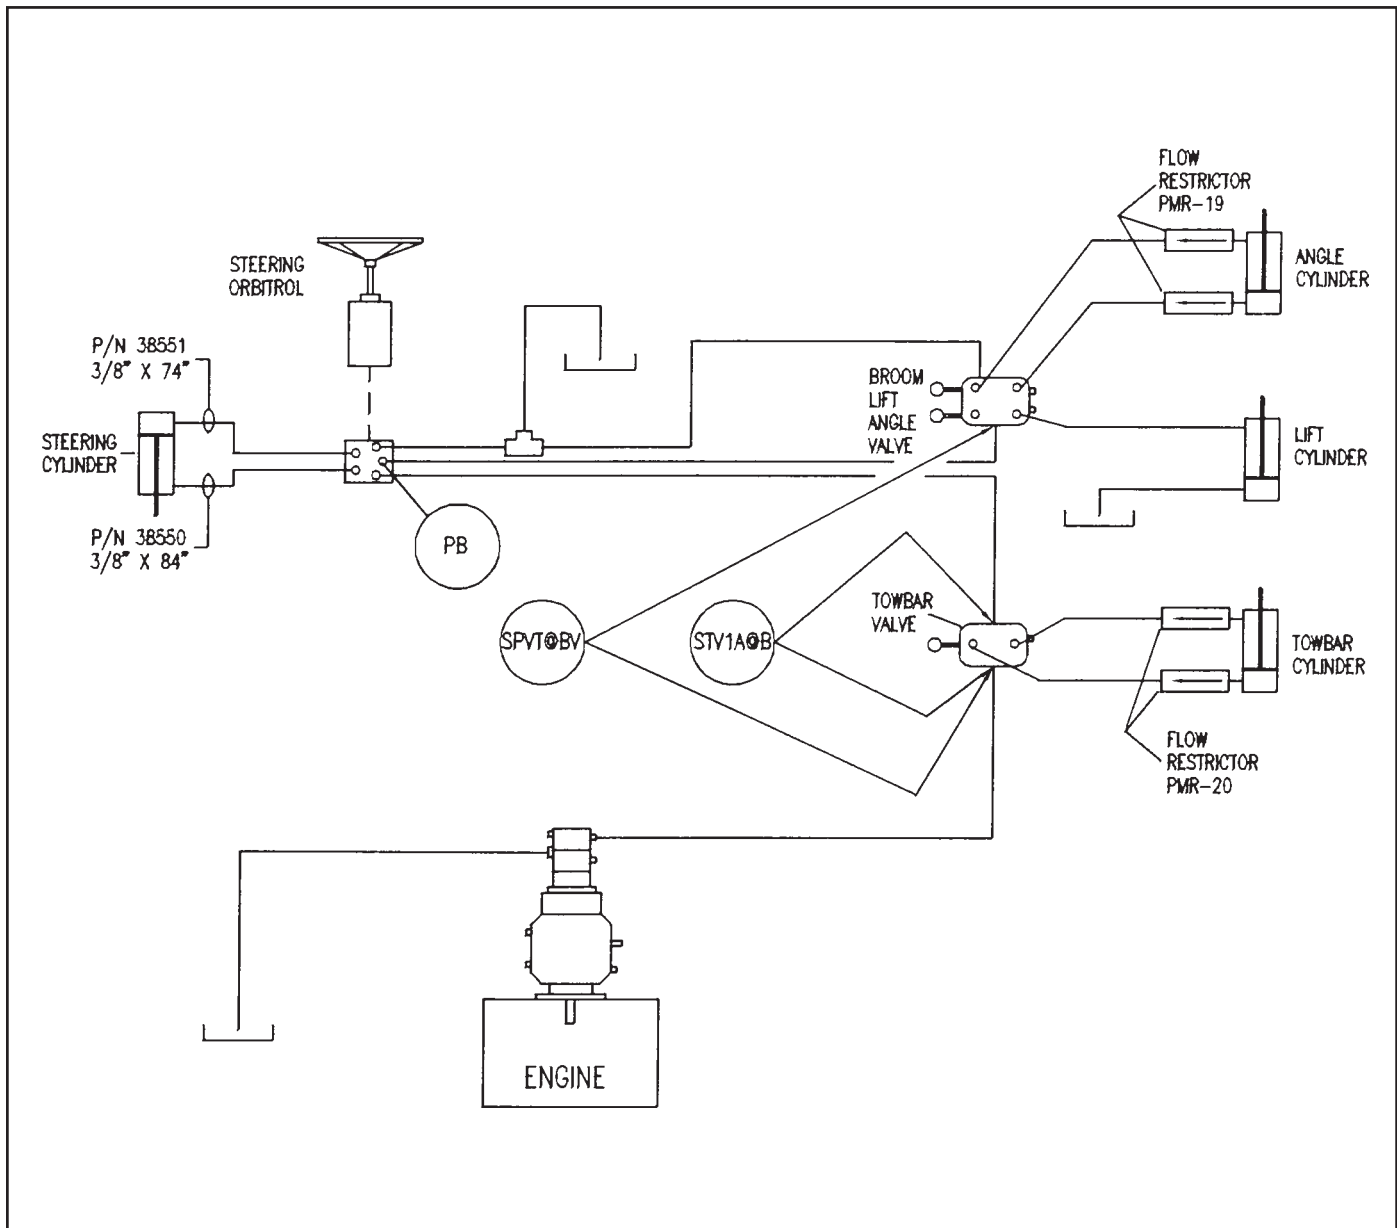 FLOW
RESTRICTOR
PMR-19
ANGLE
CYLINDER
STEERING
ORBITROL
P/N 38551
3/8" X 74"
BROOM
LIFT
ANGLE
VALVE
STEERING
CYLINDER
LIFT
CYLINDER
P/N 38550
3/8" X 84"
PB
TOWBAR
VALVE
SPVT@BV
STV1A@B
TOWBAR
CYLINDER
FLOW
RESTRICTOR
PMR-20
ENGINE